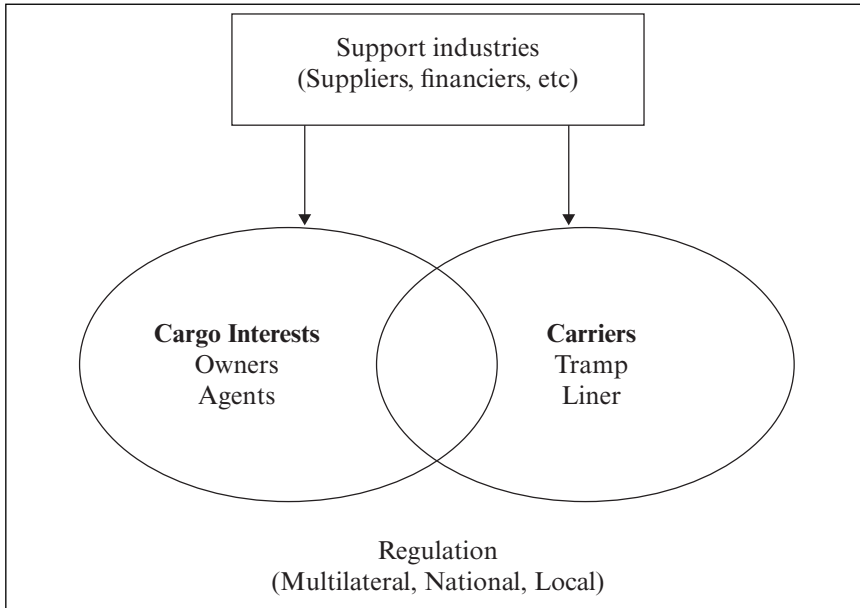 Support industries
(Suppliers, financiers, etc)
Cargo Interests
Owners
Agents
Carriers
Tramp
Liner
Regulation
(Multilateral, National, Local)